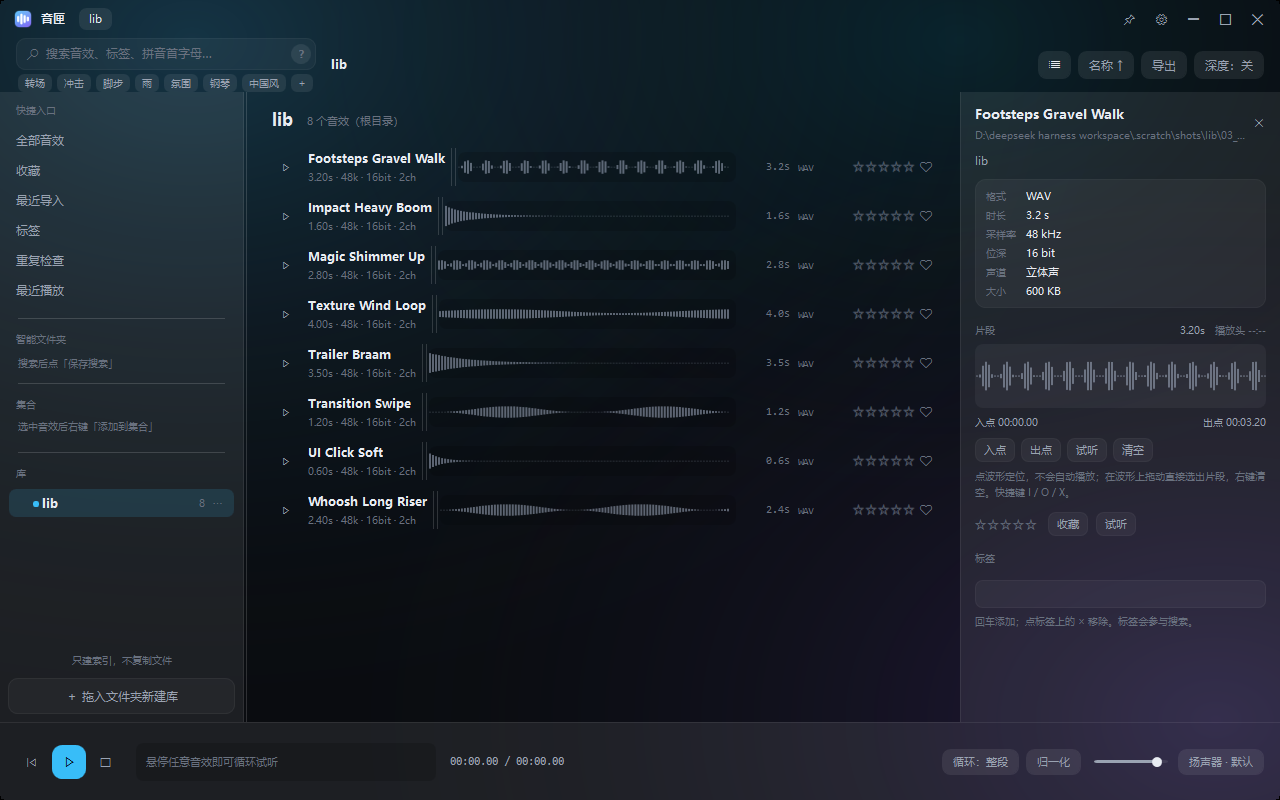 音匣 lib
搜索音效、标签、拼音首字母... ?
转场 冲击 脚步 雨 氛围 钢琴 中国风 +
lib
名称↑ 导出 深度：关
快捷入口
全部音效
收藏
最近导入
标签
重复检查
最近播放
智能文件夹
搜索后点「保存搜索」
集合
选中音效后右键「添加到集合」
库
lib 8 ···
只建索引，不复制文件
+ 拖入文件夹新建库
lib 8 个音效（根目录）
Footsteps Gravel Walk
3.20s · 48k · 16bit · 2ch
3.2s WAV
Impact Heavy Boom
1.60s · 48k · 16bit · 2ch
1.6s WAV
Magic Shimmer Up
2.80s · 48k · 16bit · 2ch
2.8s WAV
Texture Wind Loop
4.00s · 48k · 16bit · 2ch
4.0s WAV
Trailer Braam
3.50s · 48k · 16bit · 2ch
3.5s WAV
Transition Swipe
1.20s · 48k · 16bit · 2ch
1.2s WAV
UI Click Soft
0.60s · 48k · 16bit · 2ch
0.6s WAV
Whoosh Long Riser
2.40s · 48k · 16bit · 2ch
2.4s WAV
Footsteps Gravel Walk
D:\deepseek harness workspace\.scratch\shots\lib\03_...
lib
格式 WAV
时长 3.2 s
采样率 48 kHz
位深 16 bit
声道 立体声
大小 600 KB
片段 3.20s 播放头 --:--
入点 00:00.00 出点 00:03.20
入点 出点 试听 清空
点波形定位，不会自动播放；在波形上拖动直接选出片段，右键清
空。快捷键 I / O / X。
收藏 试听
标签
回车添加；点标签上的 × 移除。标签会参与搜索。
悬停任意音效即可循环试听
00:00.00 / 00:00.00
循环：整段 归一化 扬声器 · 默认